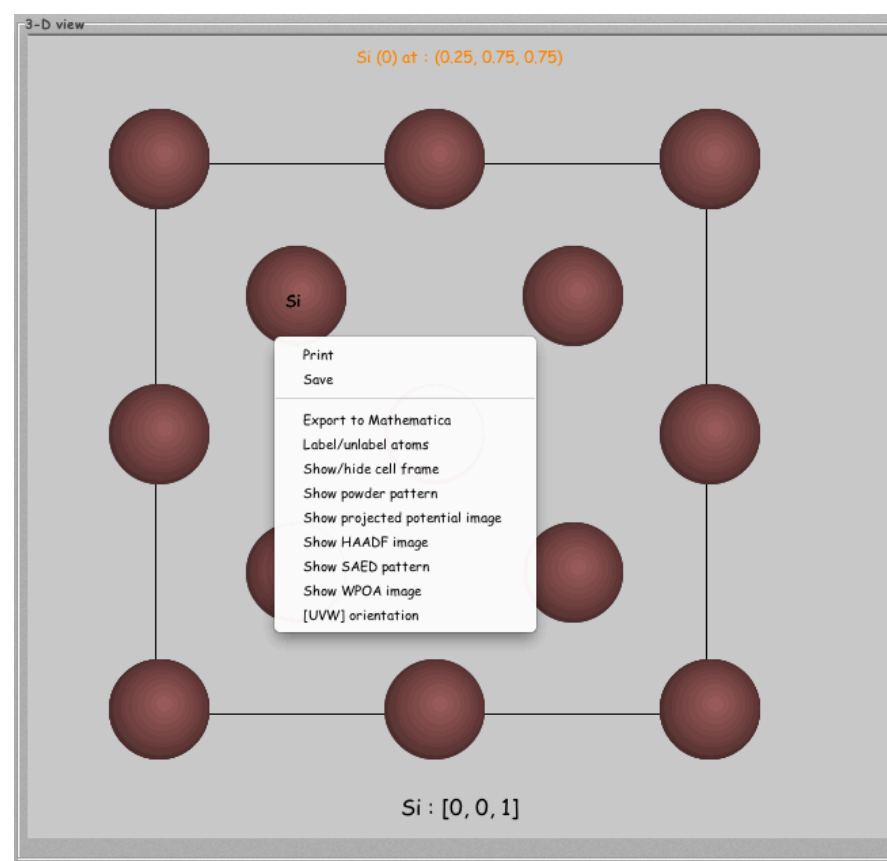 3-D view
Si (0) at : (0.25, 0.75, 0.75)
Si
Print
Save
Export to Mathematica
Label/unlabel atoms
Show/hide cell frame
Show powder pattern
Show projected potential image
Show HAADF image
Show SAED pattern
Show WPOA image
[UVW] orientation
Si : [0, 0, 1]